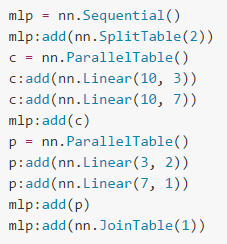 mlp = nn.Sequential()
mlp:add(nn.SplitTable(2))
c = nn.ParallelTable()
c:add(nn.Linear(10, 3))
c:add(nn.Linear(10, 7))
mlp:add(c)
p = nn.ParallelTable()
p:add(nn.Linear(3, 2))
p:add(nn.Linear(7, 1))
mlp:add(p)
mlp:add(nn.JoinTable(1))